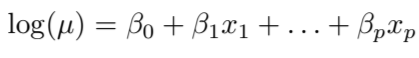 log(μ) = β₀ + β₁x₁ + . . . + βₚxₚ